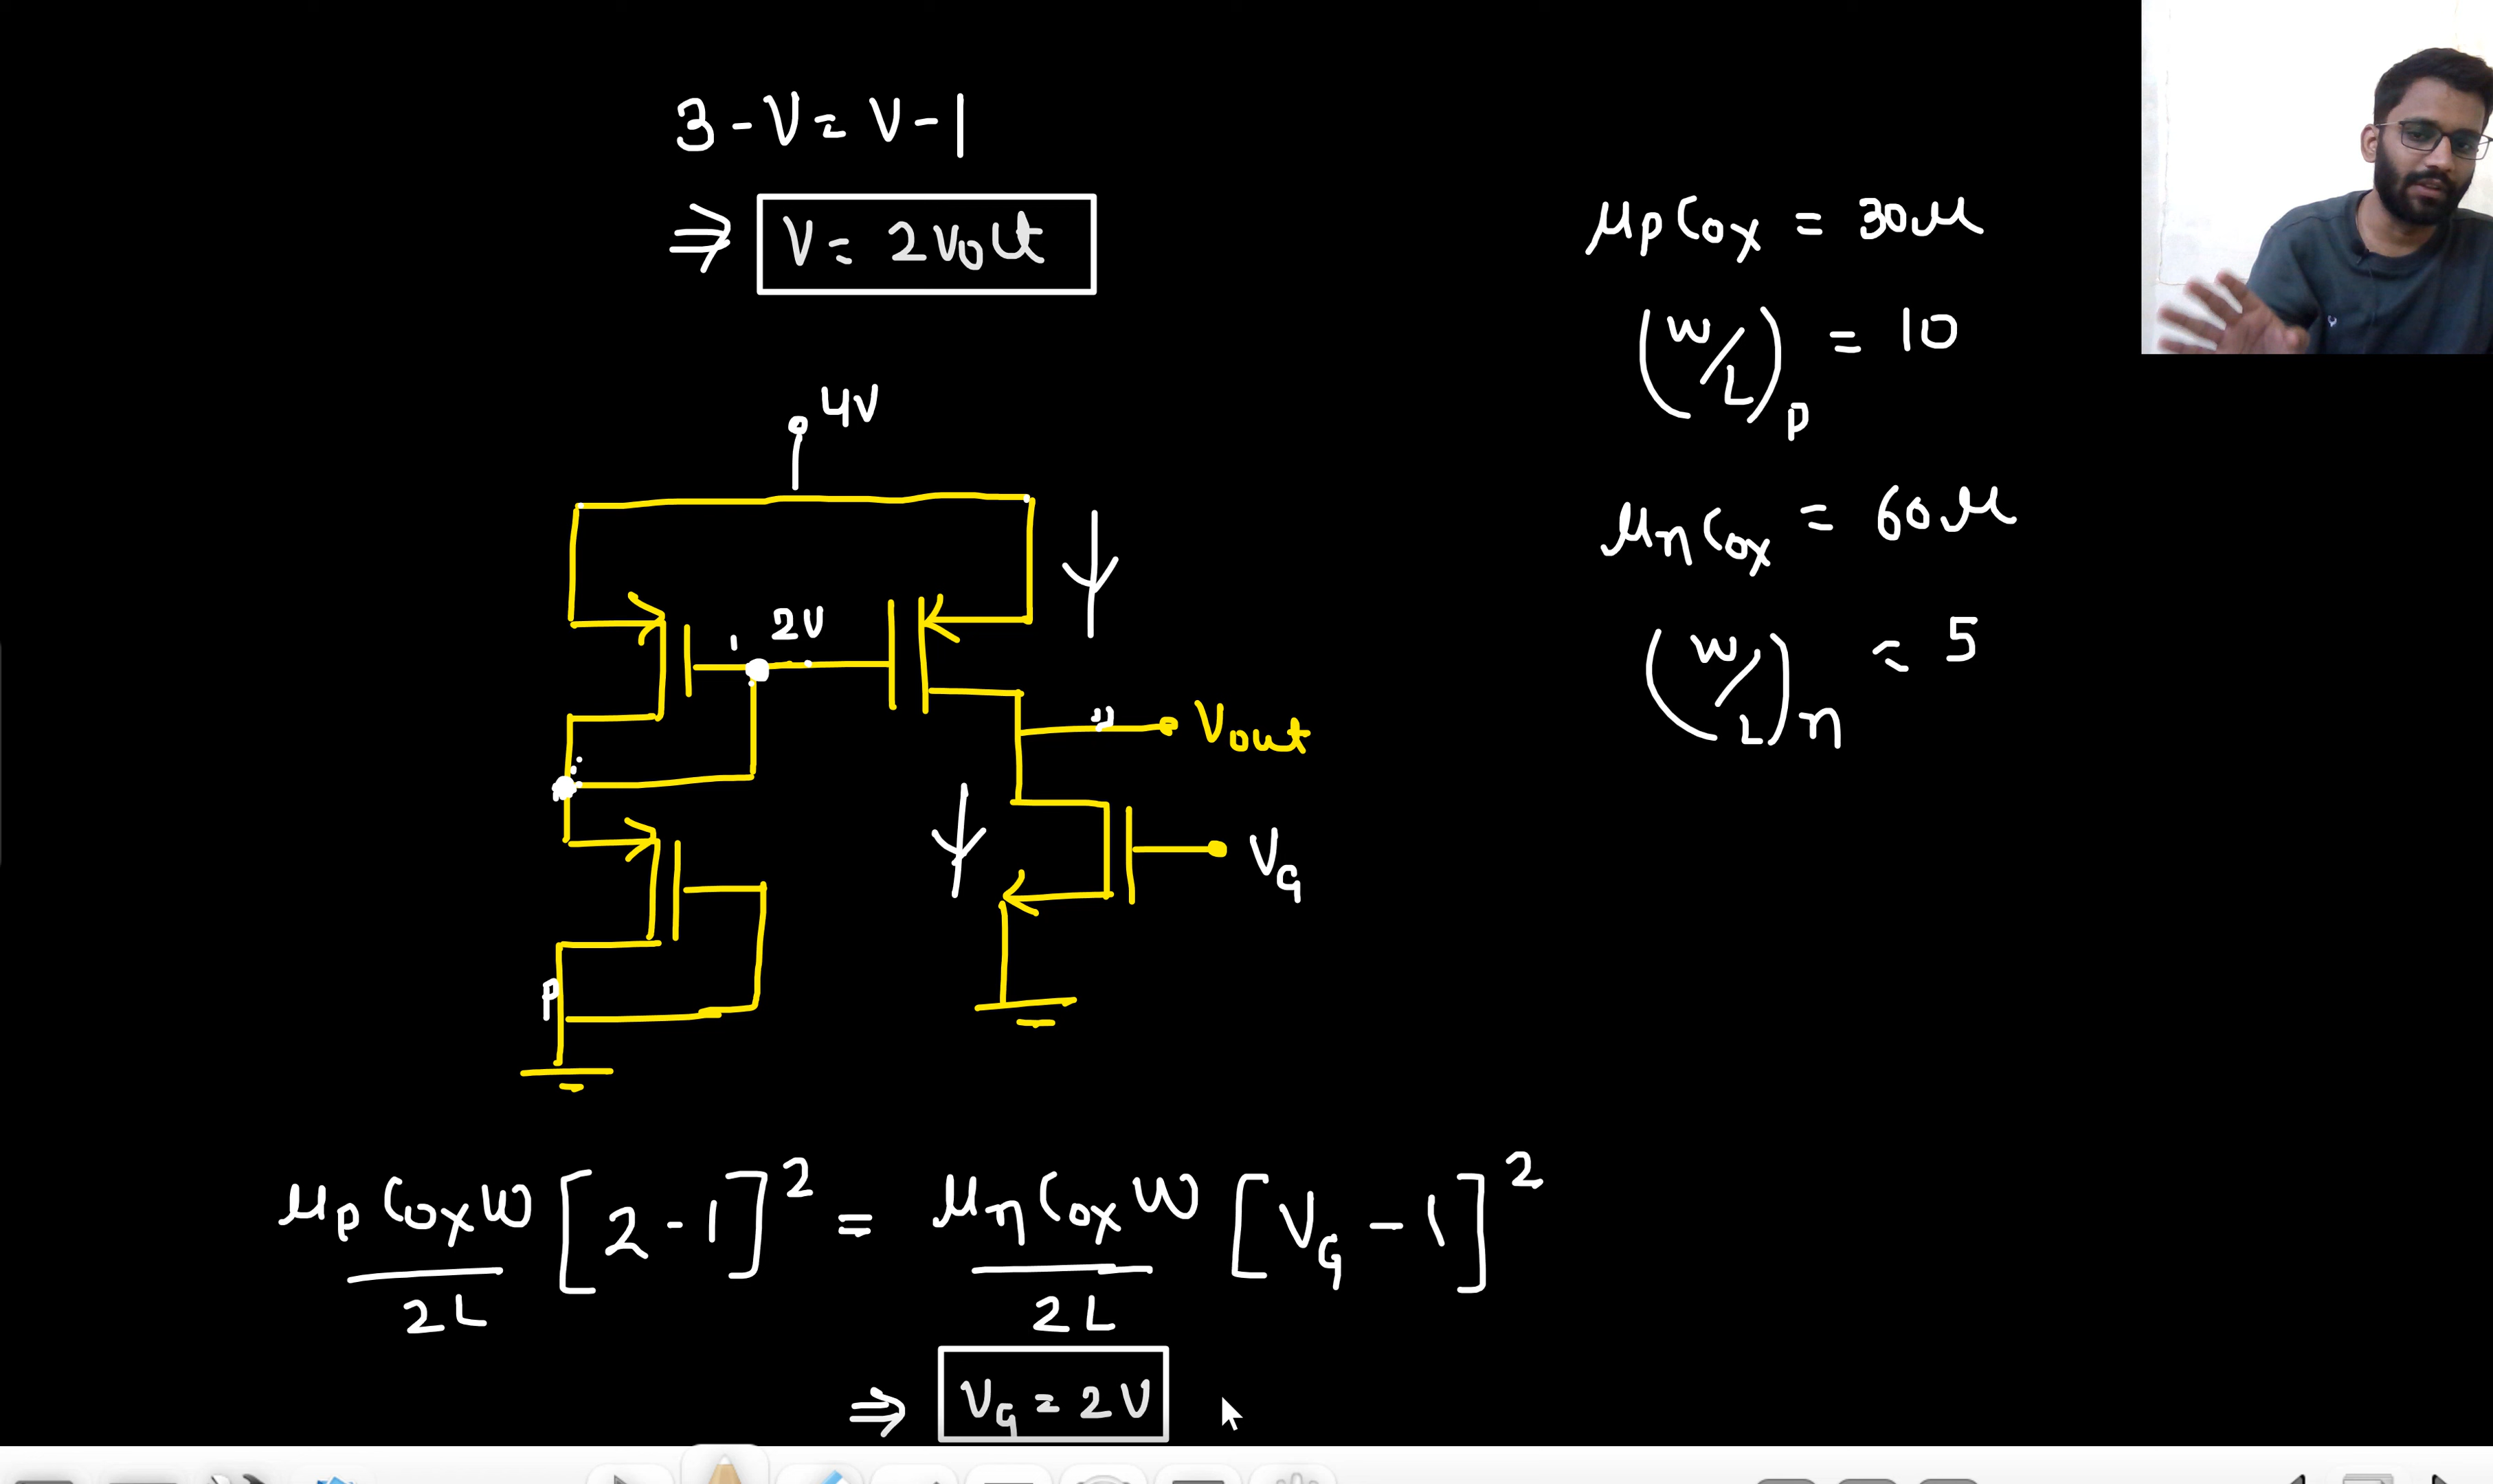 3 - V = V - 1
⇒ V = 2 Volt
μp Cox = 30μ
(W/L)p = 10
μn Cox = 60μ
(W/L)n = 5
4V
2V
Vout
VG
P
μp Cox W / 2L [2 - 1]² = μn Cox W / 2L [VG - 1]²
⇒ VG = 2V